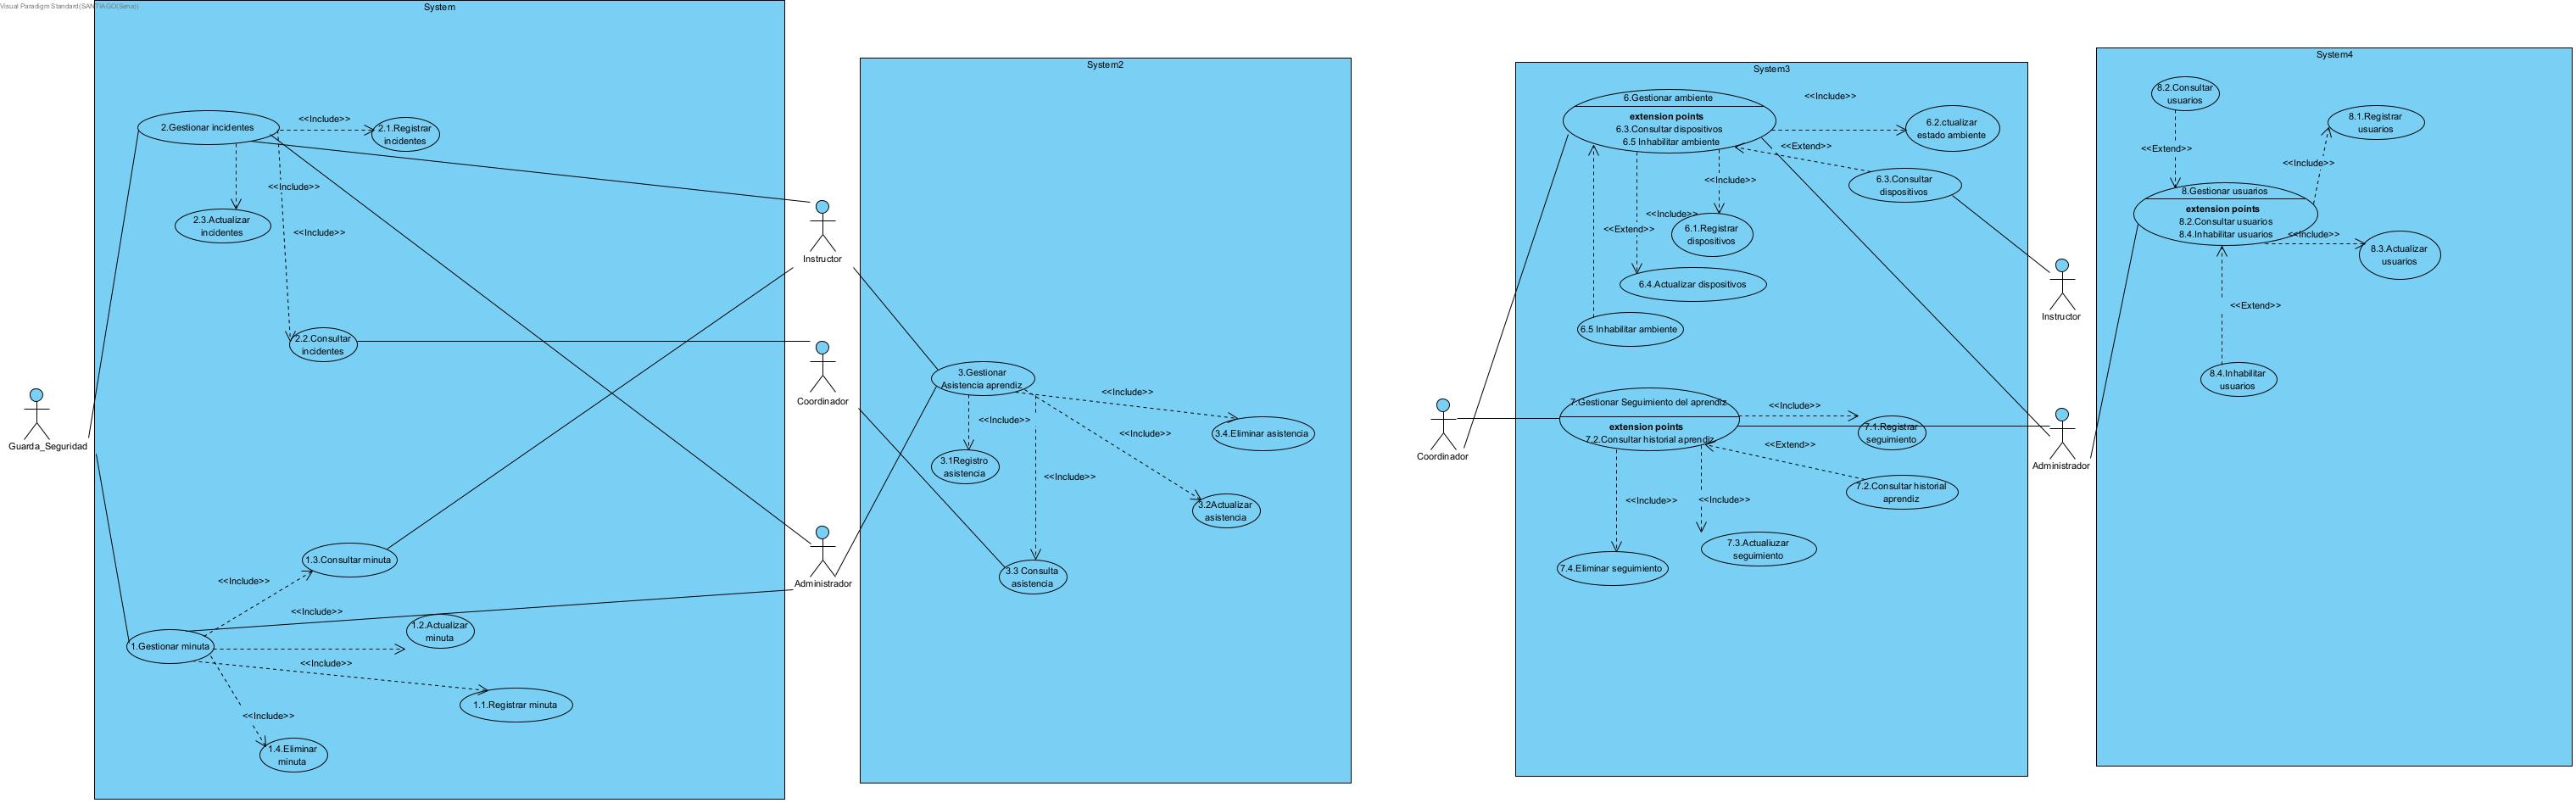 Visual Paradigm Standard(SANTIAGO(Sena))
System
2.Gestionar incidentes
<<Include>>
2.1.Registrar
incidentes
<<Include>>
2.3.Actualizar
incidentes
<<Include>>
2.2.Consultar
incidentes
Guarda_Seguridad
1.3.Consultar minuta
<<Include>>
<<Include>>
1.2.Actualizar
minuta
1.Gestionar minuta
<<Include>>
1.1.Registrar minuta
<<Include>>
1.4.Eliminar
minuta
Instructor
Coordinador
Administrador
System2
3.Gestionar
Asistencia aprendiz
<<Include>>
<<Include>>
<<Include>>
3.4.Eliminar asistencia
3.1Registro
asistencia
<<Include>>
3.2Actualizar
asistencia
3.3 Consulta
asistencia
Coordinador
System3
6.Gestionar ambiente
extension points
6.3.Consultar dispositivos
6.5 Inhabilitar ambiente
<<Include>>
6.2.ctualizar
estado ambiente
<<Extend>>
6.3.Consultar
dispositivos
<<Include>>
<<Include>>
<<Extend>>
6.1.Registrar
dispositivos
6.4.Actualizar dispositivos
6.5 Inhabilitar ambiente
7.Gestionar Seguimiento del aprendiz
extension points
7.2.Consultar historial aprendiz
<<Include>>
7.1.Registrar
seguimiento
<<Extend>>
7.2.Consultar historial
aprendiz
<<Include>>
<<Include>>
7.3.Actualiuzar
seguimiento
7.4.Eliminar seguimiento
Instructor
Administrador
System4
8.2.Consultar
usuarios
8.1.Registrar
usuarios
<<Extend>>
<<Include>>
8.Gestionar usuarios
extension points
8.2.Consultar usuarios
8.4.Inhabilitar usuarios
<<Include>>
8.3.Actualizar
usuarios
<<Extend>>
8.4.Inhabilitar
usuarios